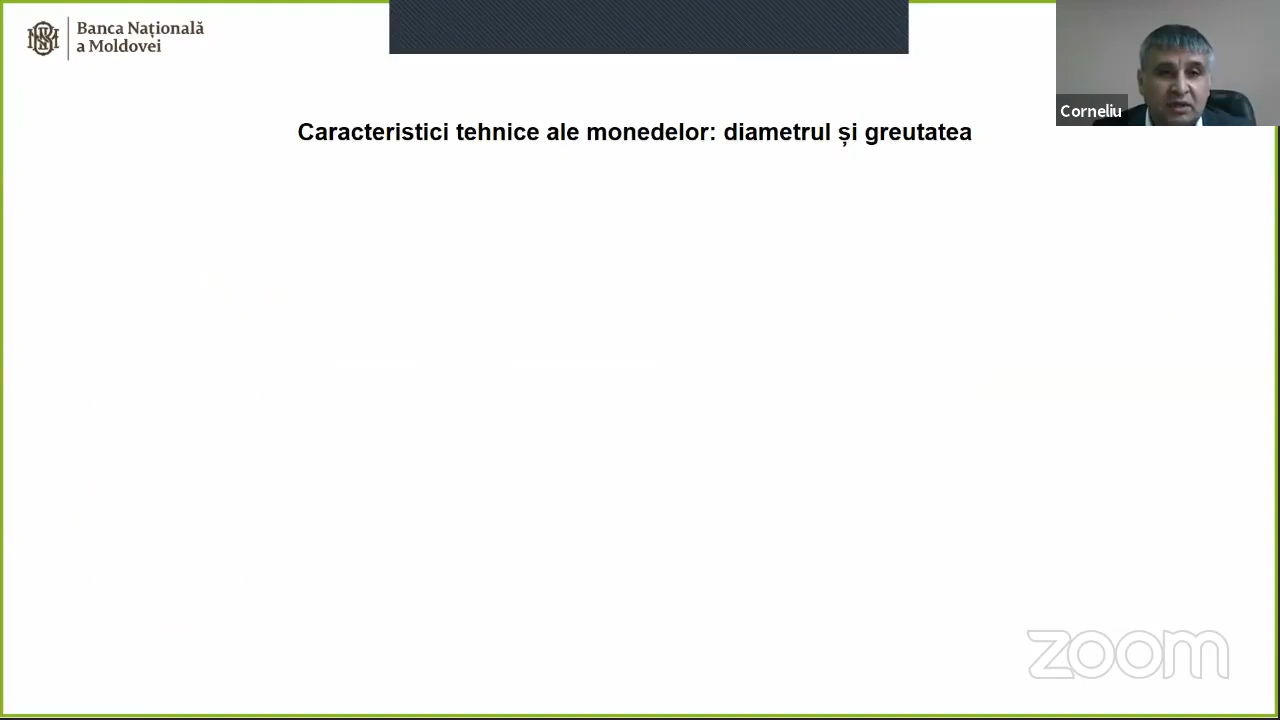 Banca Națională
a Moldovei
Corneliu
Caracteristici tehnice ale monedelor: diametrul și greutatea
zoom